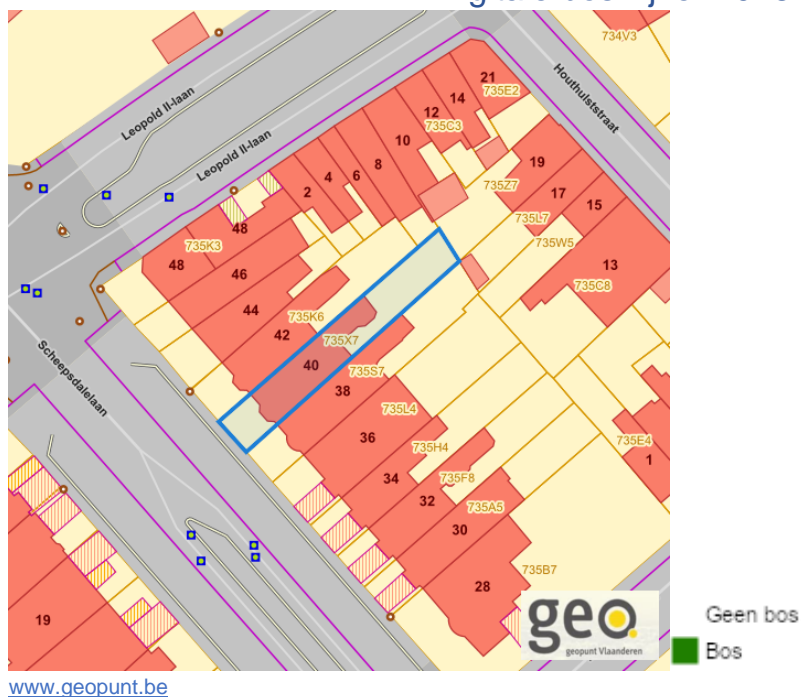 734V3
Leopold II-laan
Leopold II-laan
Houthulststraat
21
735E2
14
12
735C3
10
8
6
4
2
19
735Z7
17
735L7
15
735W5
13
735C8
48
735K3
48
46
44
735K6
42
735X7
40
735S7
38
735L4
36
735H4
34
735F8
32
735A5
30
735B7
28
735E4
1
Scheepsdalelaan
19
geo
geopunt Vlaanderen
Geen bos
Bos
www.geopunt.be